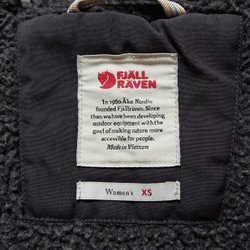 FJÄLL
RÄVEN
In 1960 Åke Nordin
founded Fjällräven. Since
then we have been developing
outdoor equipment with the
goal of making nature more
accessible for people.
Made in Vietnam
Women's XS